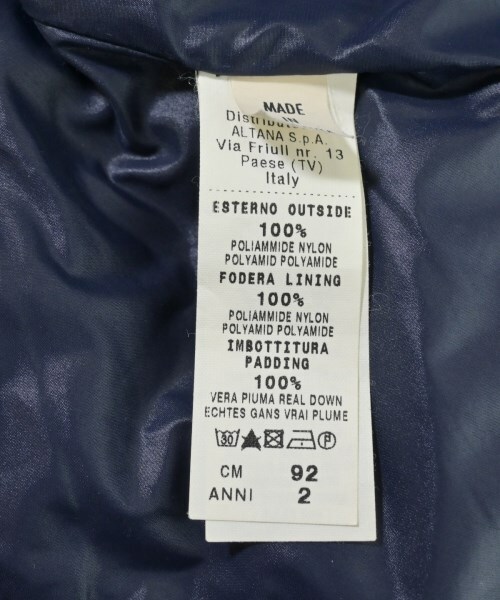 MADE
IN
ALTANA S.p.A.
Via Friuli nr. 13
Paese (TV)
Italy
ESTERNO OUTSIDE
100%
POLIAMMIDE NYLON
POLYAMID POLYAMIDE
FODERA LINING
100%
POLIAMMIDE NYLON
POLYAMID POLYAMIDE
IMBOTTITURA
PADDING
100%
VERA PIUMA REAL DOWN
ECHTES GANS VRAI PLUME
30 P
CM 92
ANNI 2